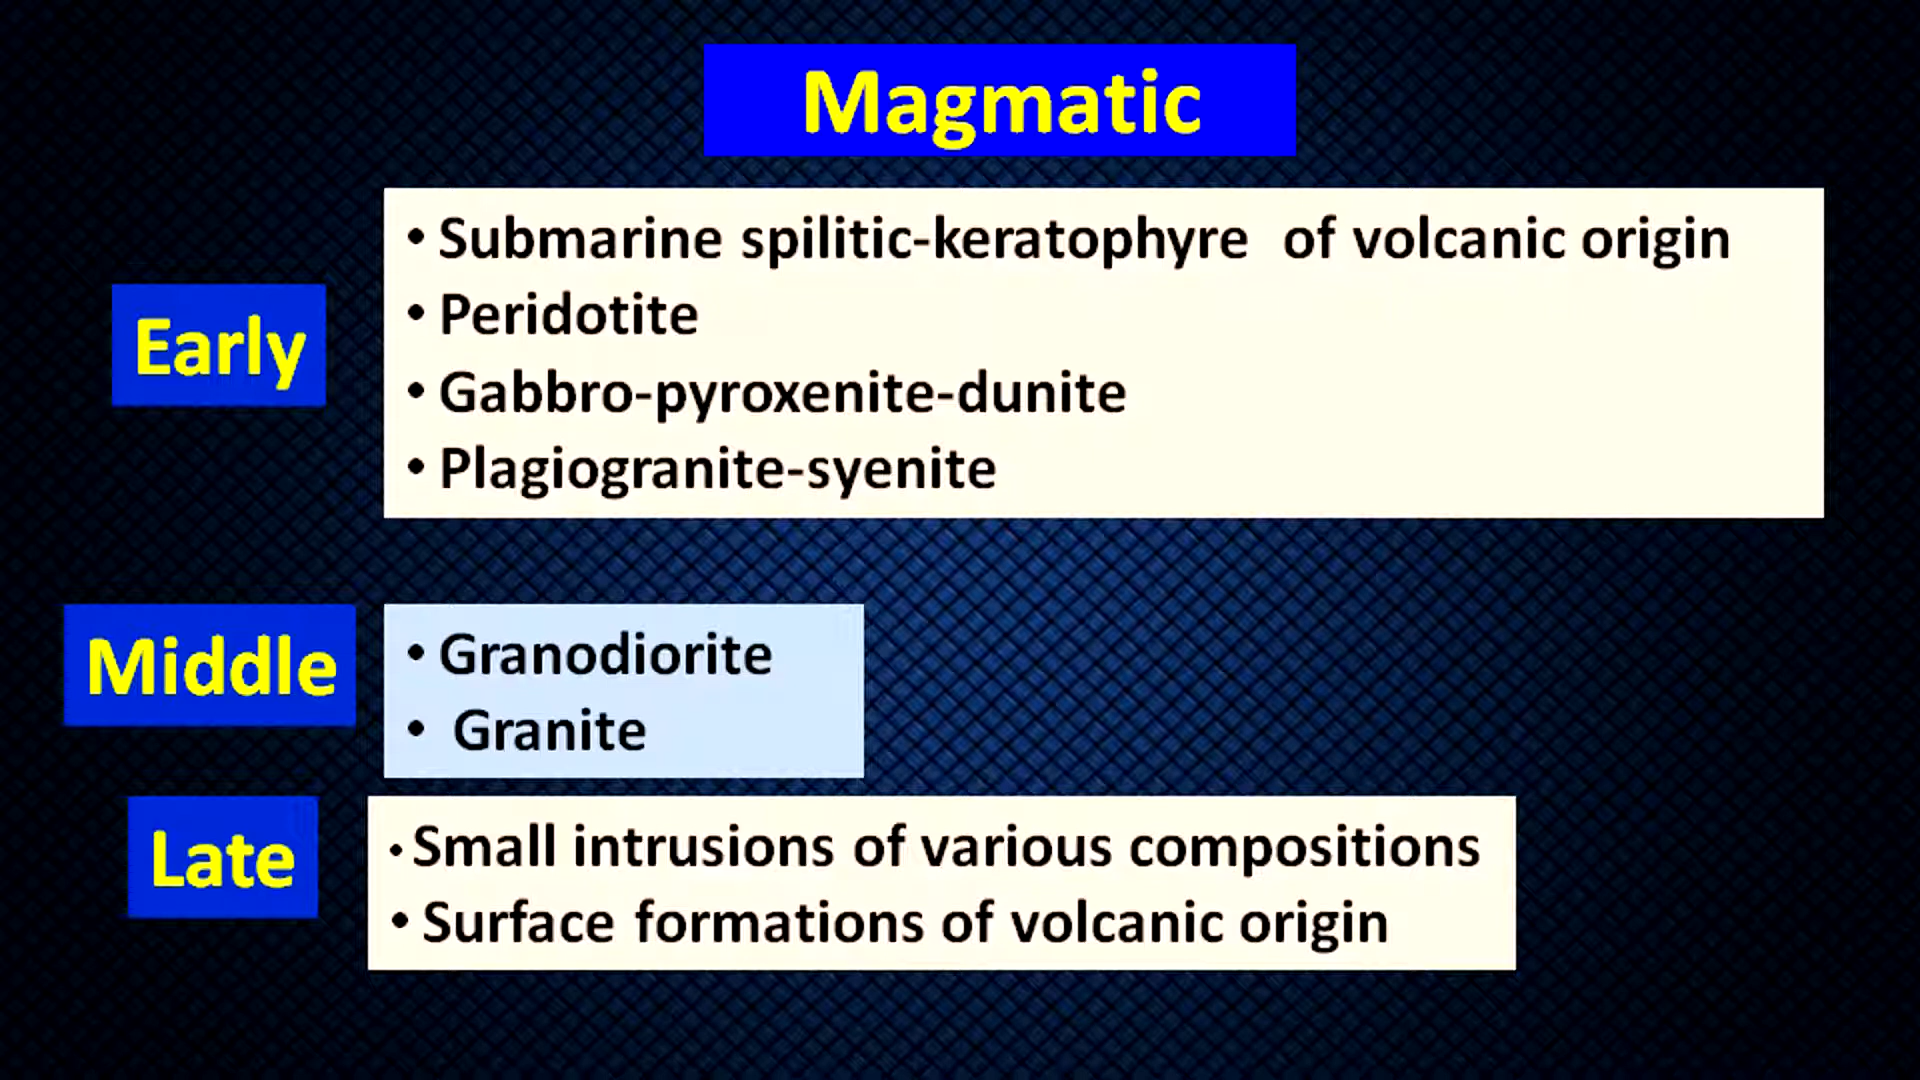 Magmatic
Early
• Submarine spilitic-keratophyre of volcanic origin
• Peridotite
• Gabbro-pyroxenite-dunite
• Plagiogranite-syenite
Middle
• Granodiorite
• Granite
Late
• Small intrusions of various compositions
• Surface formations of volcanic origin